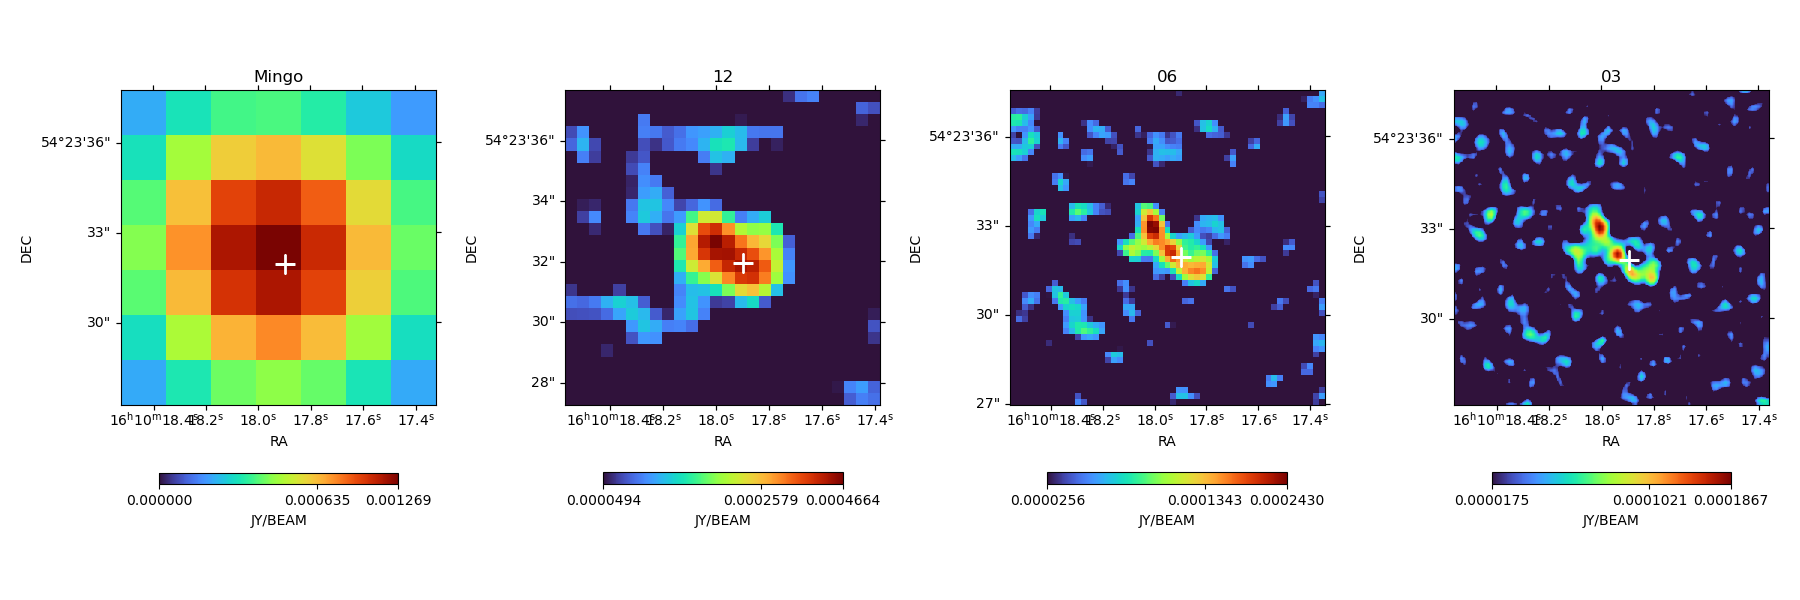 Mingo
54°23'36"
33"
30"
DEC
16h10m18.4s 18.2s 18.0s 17.8s 17.6s 17.4s
RA
0.0000000 0.000635 0.001269
JY/BEAM
12
54°23'36"
34"
32"
30"
28"
DEC
16h10m18.4s 18.2s 18.0s 17.8s 17.6s 17.4s
RA
0.0000494 0.0002579 0.0004664
JY/BEAM
06
54°23'36"
33"
30"
27"
DEC
16h10m18.4s 18.2s 18.0s 17.8s 17.6s 17.4s
RA
0.0000256 0.0001343 0.0002430
JY/BEAM
03
54°23'36"
33"
30"
DEC
16h10m18.4s 18.2s 18.0s 17.8s 17.6s 17.4s
RA
0.0000175 0.0001021 0.0001867
JY/BEAM